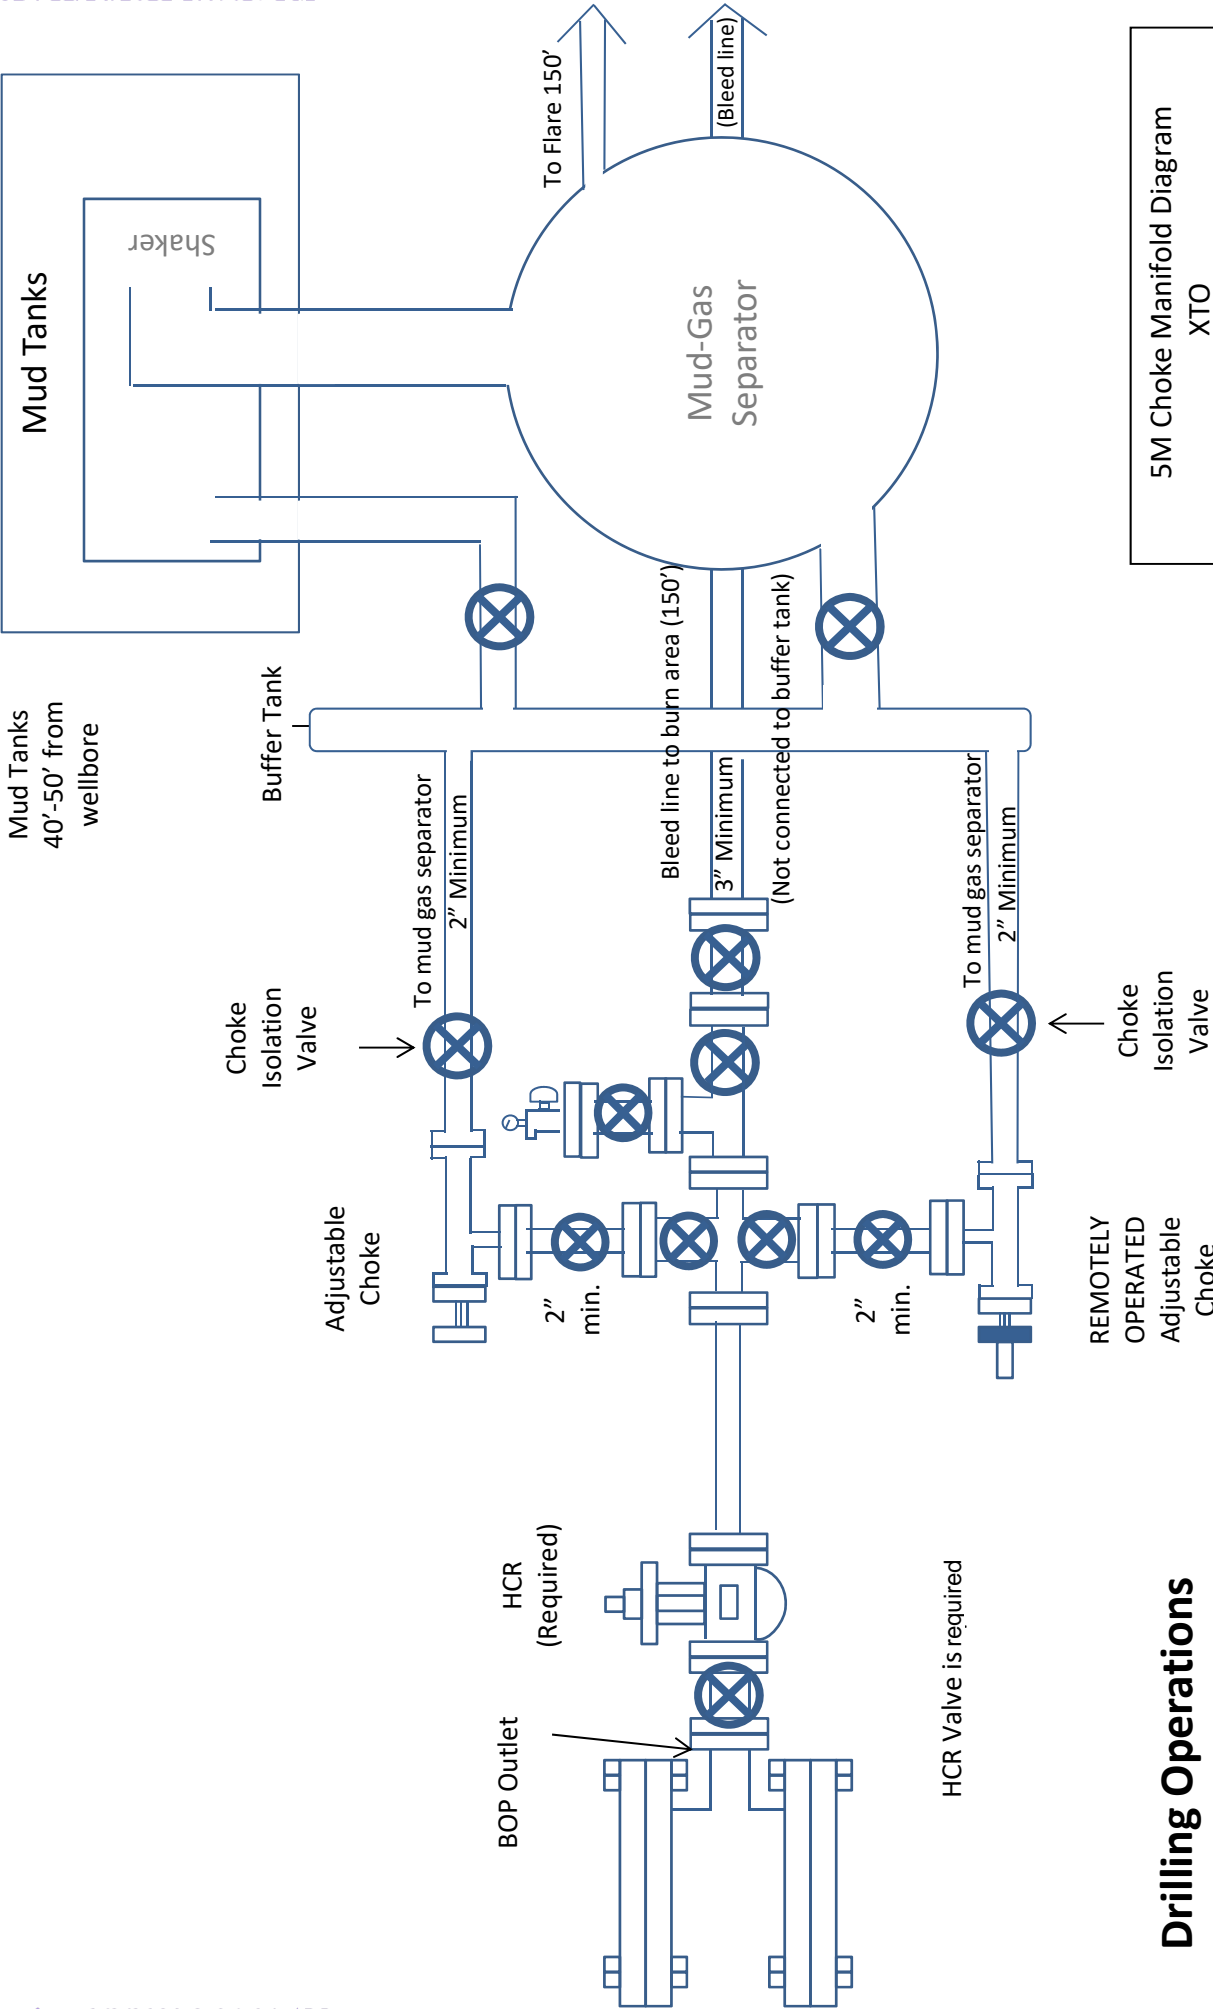 Mud Tanks
Shaker
Mud Tanks
40’-50’ from
wellbore
To Flare 150’
(Bleed line)
Mud-Gas
Separator
Buffer Tank
Bleed line to burn area (150’)
3” Minimum
(Not connected to buffer tank)
To mud gas separator
2” Minimum
To mud gas separator
2” Minimum
Choke
Isolation
Valve
Choke
Isolation
Valve
Adjustable
Choke
2”
min.
2”
min.
REMOTELY
OPERATED
Adjustable
Choke
HCR
(Required)
BOP Outlet
HCR Valve is required
Drilling Operations
5M Choke Manifold Diagram
XTO